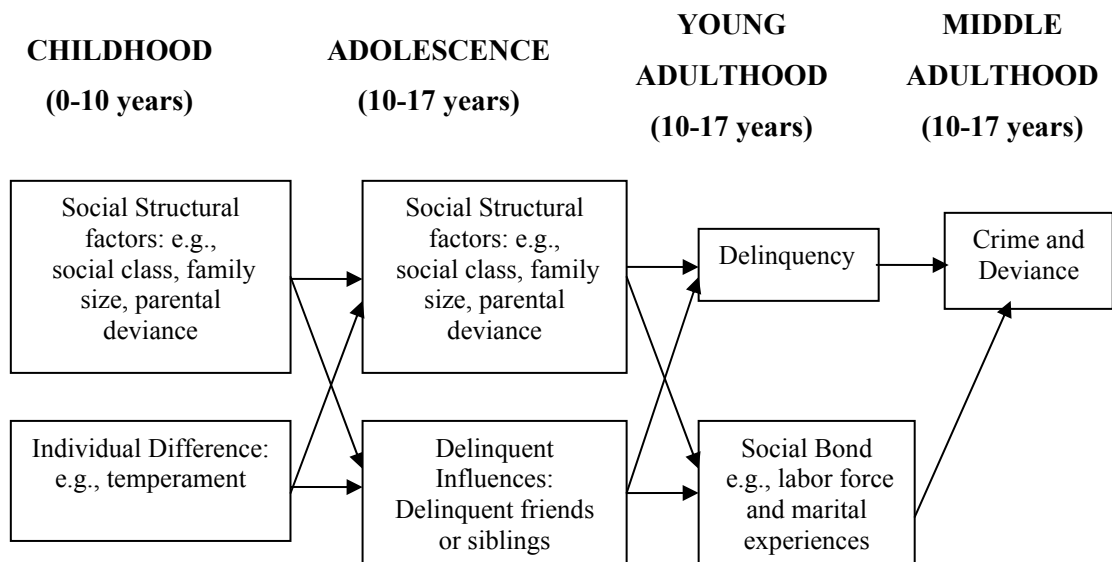 CHILDHOOD
(0-10 years)
ADOLESCENCE
(10-17 years)
YOUNG
ADULTHOOD
(10-17 years)
MIDDLE
ADULTHOOD
(10-17 years)
Social Structural
factors: e.g.,
social class, family
size, parental
deviance
Social Structural
factors: e.g.,
social class, family
size, parental
deviance
Delinquency
Crime and
Deviance
Individual Difference:
e.g., temperament
Delinquent
Influences:
Delinquent friends
or siblings
Social Bond
e.g., labor force
and marital
experiences